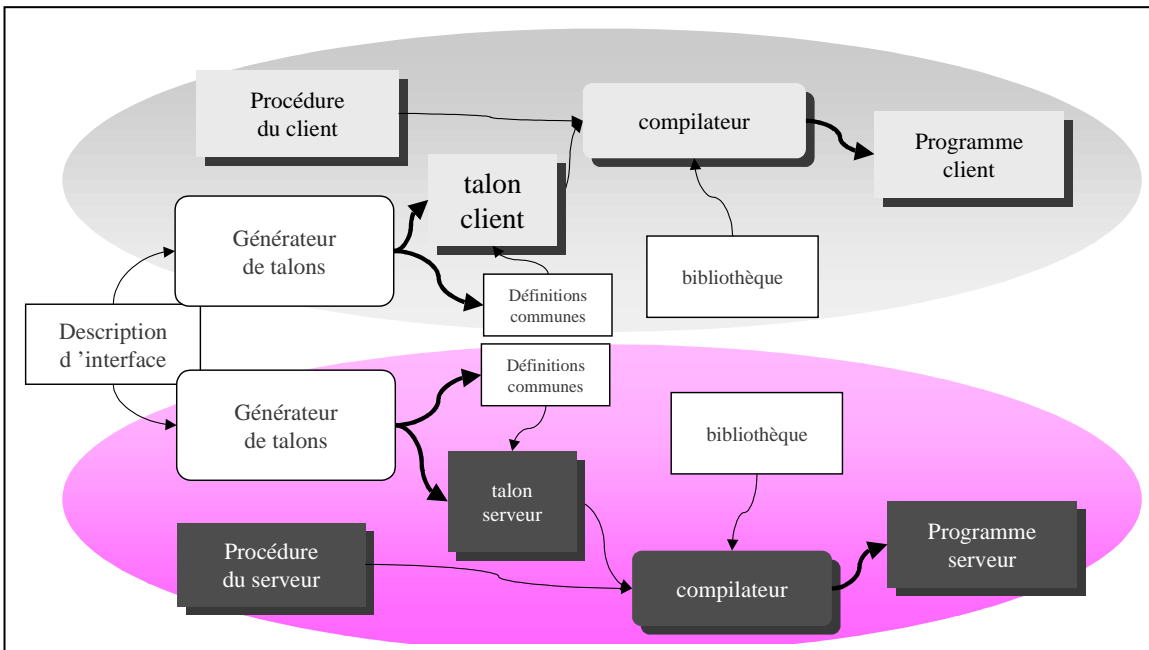 Procédure
du client
compilateur
Programme
client
talon
client
Générateur
de talons
bibliothèque
Définitions
communes
Description
d ’interface
Définitions
communes
Générateur
de talons
bibliothèque
talon
serveur
Procédure
du serveur
compilateur
Programme
serveur